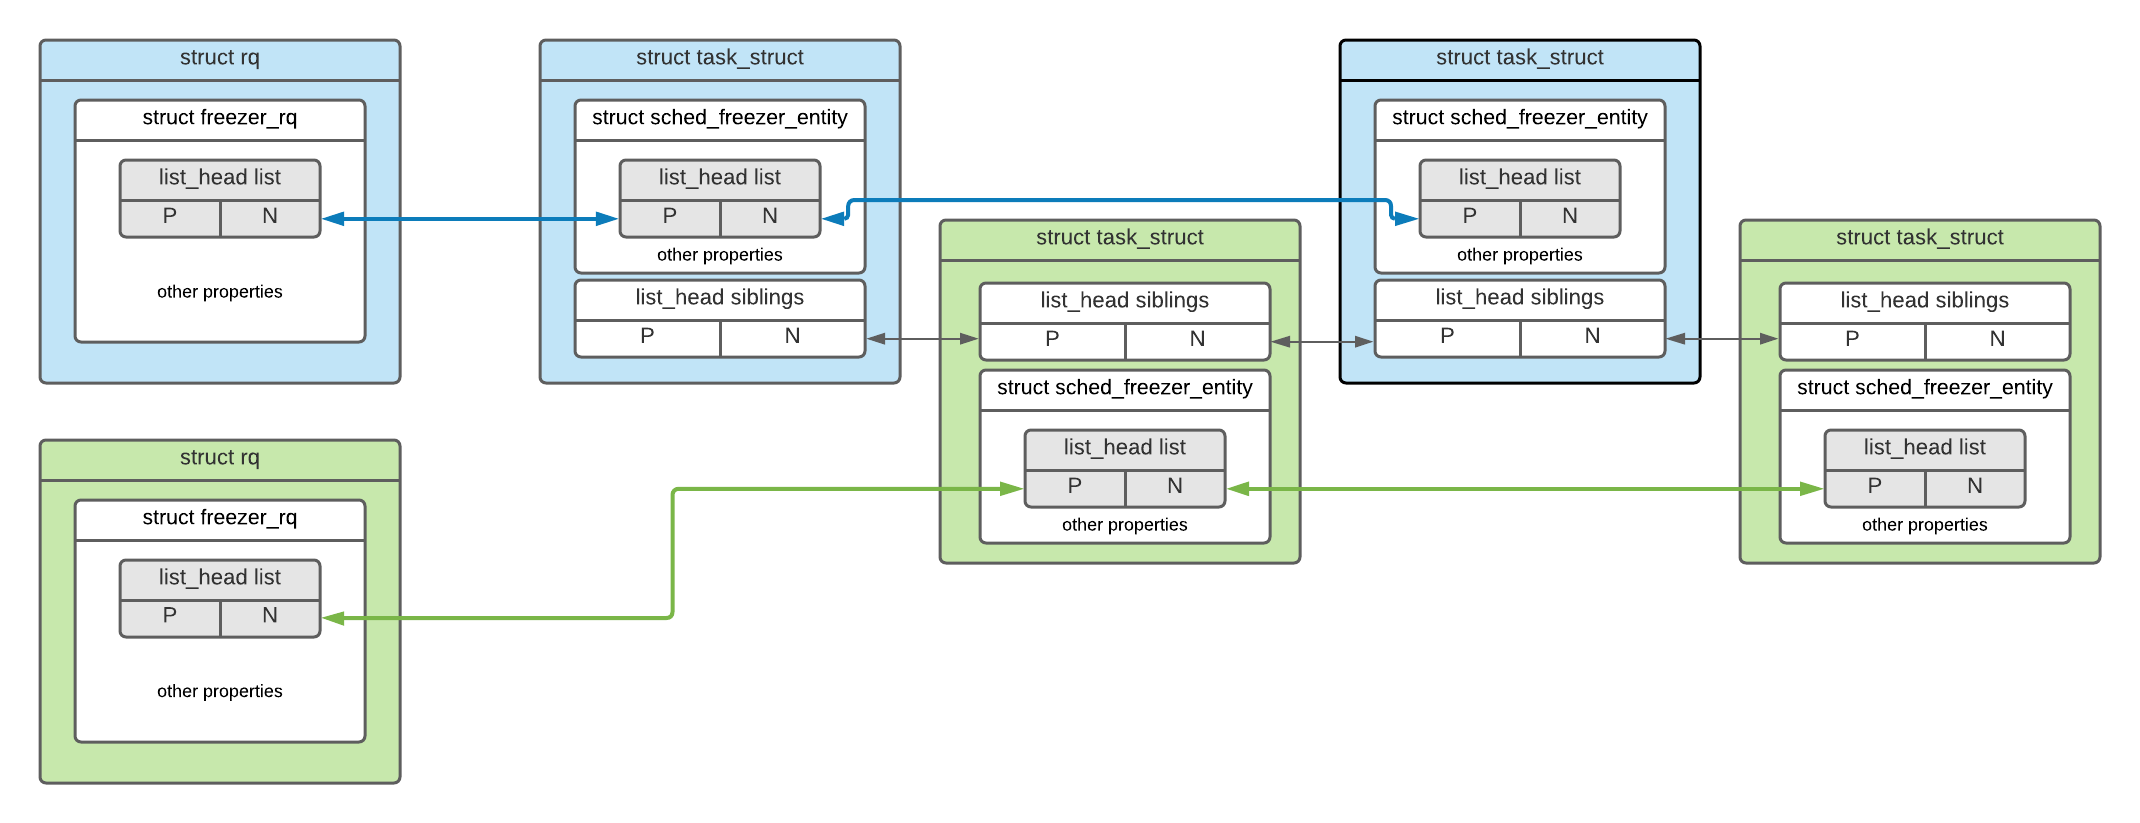 struct rq
struct freezer_rq
list_head list
P N
other properties
struct task_struct
struct sched_freezer_entity
list_head list
P N
other properties
list_head siblings
P N
struct task_struct
list_head siblings
P N
struct sched_freezer_entity
list_head list
P N
other properties
struct task_struct
struct sched_freezer_entity
list_head list
P N
other properties
list_head siblings
P N
struct task_struct
list_head siblings
P N
struct sched_freezer_entity
list_head list
P N
other properties
struct rq
struct freezer_rq
list_head list
P N
other properties